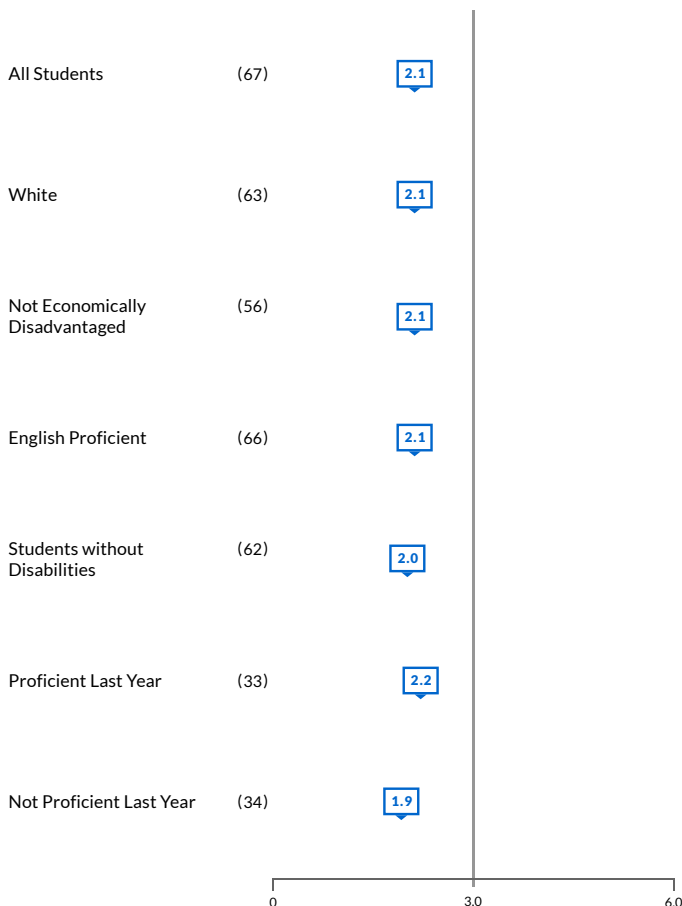 All Students (67) 2.1
White (63) 2.1
Not Economically (56)
Disadvantaged 2.1
English Proficient (66) 2.1
Students without (62)
Disabilities 2.0
Proficient Last Year (33) 2.2
Not Proficient Last Year (34) 1.9
0 3.0 6.0